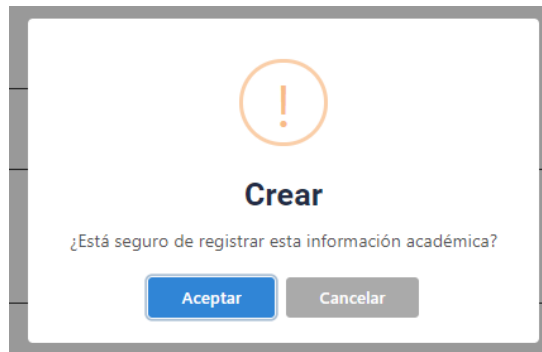 Crear
¿Está seguro de registrar esta información académica?
Aceptar
Cancelar